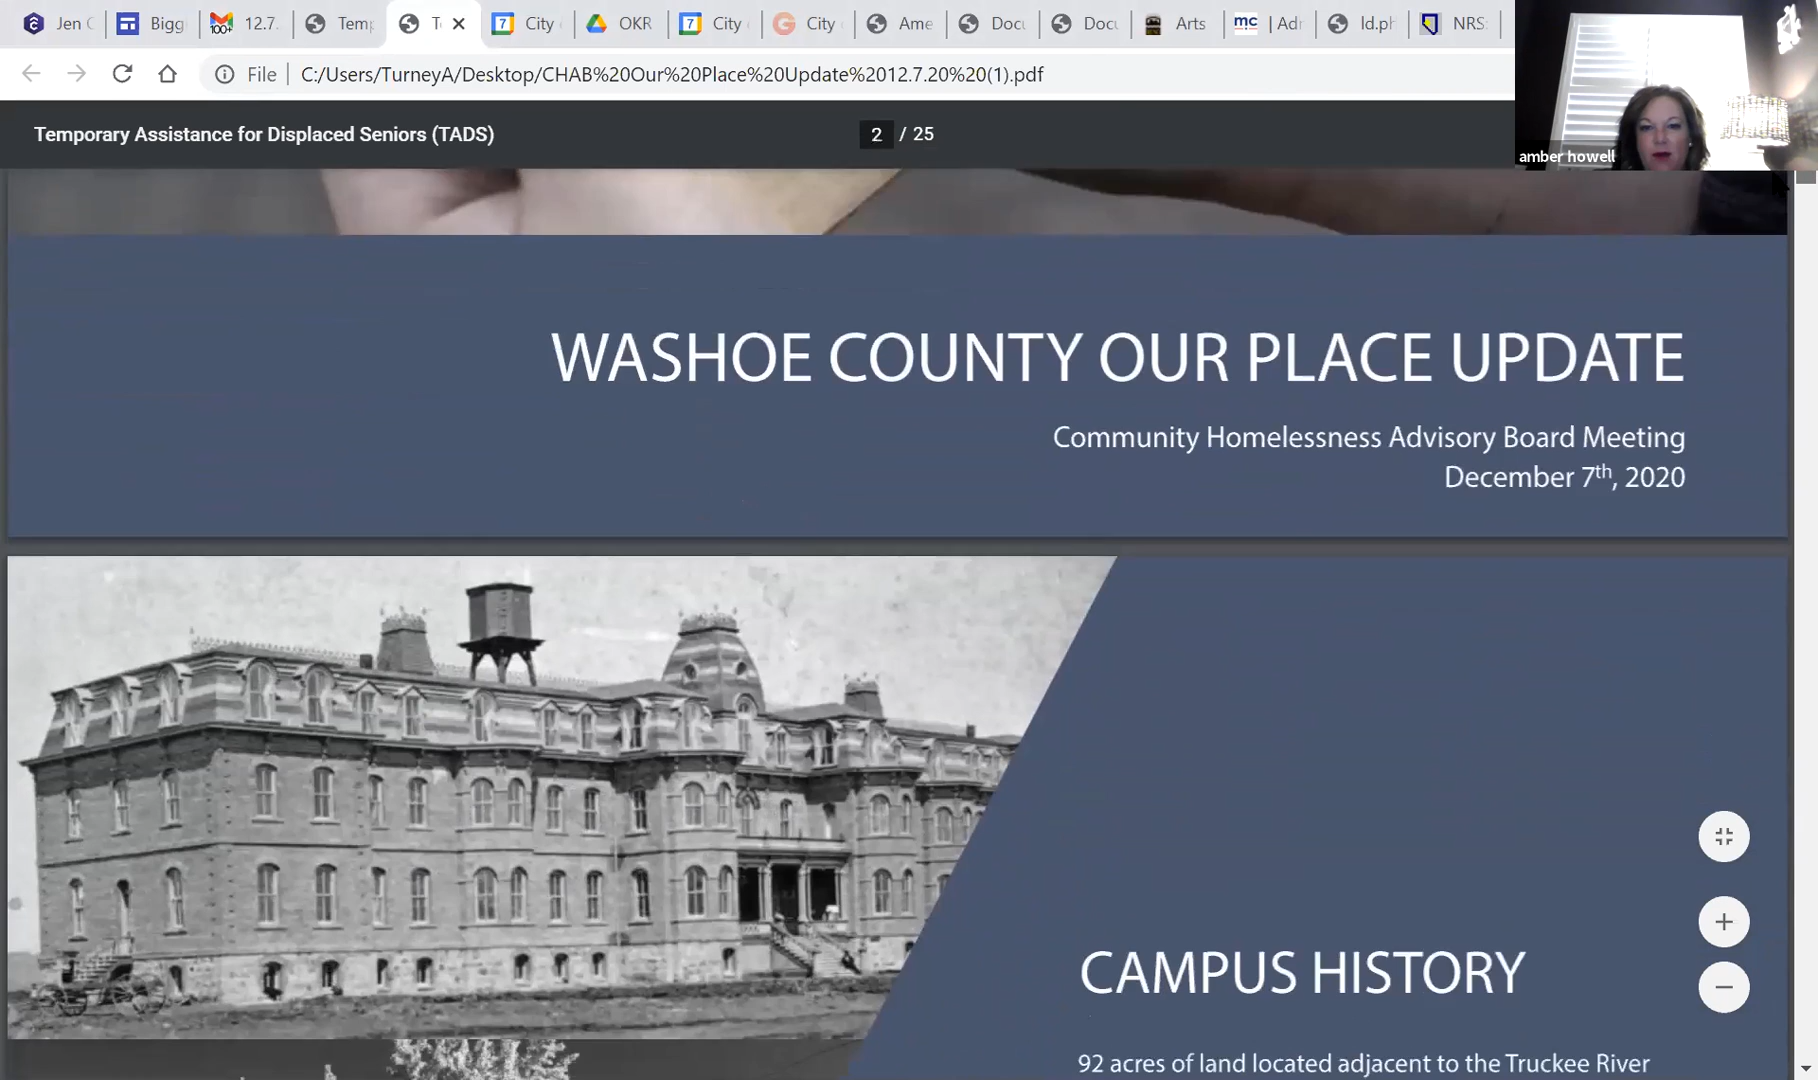 Jen C
Bigg
100+
12.7.
Temp
T
7
City
OKR
7
City
City
Ame
Docu
Docu
Arts
mc
| Adr
ld.ph
NRS:
File
C:/Users/TurneyA/Desktop/CHAB%20Our%20Place%20Update%2012.7.20%20(1).pdf
amber howell
Temporary Assistance for Displaced Seniors (TADS)
2 / 25
WASHOE COUNTY OUR PLACE UPDATE
Community Homelessness Advisory Board Meeting
December 7th, 2020
CAMPUS HISTORY
92 acres of land located adjacent to the Truckee River